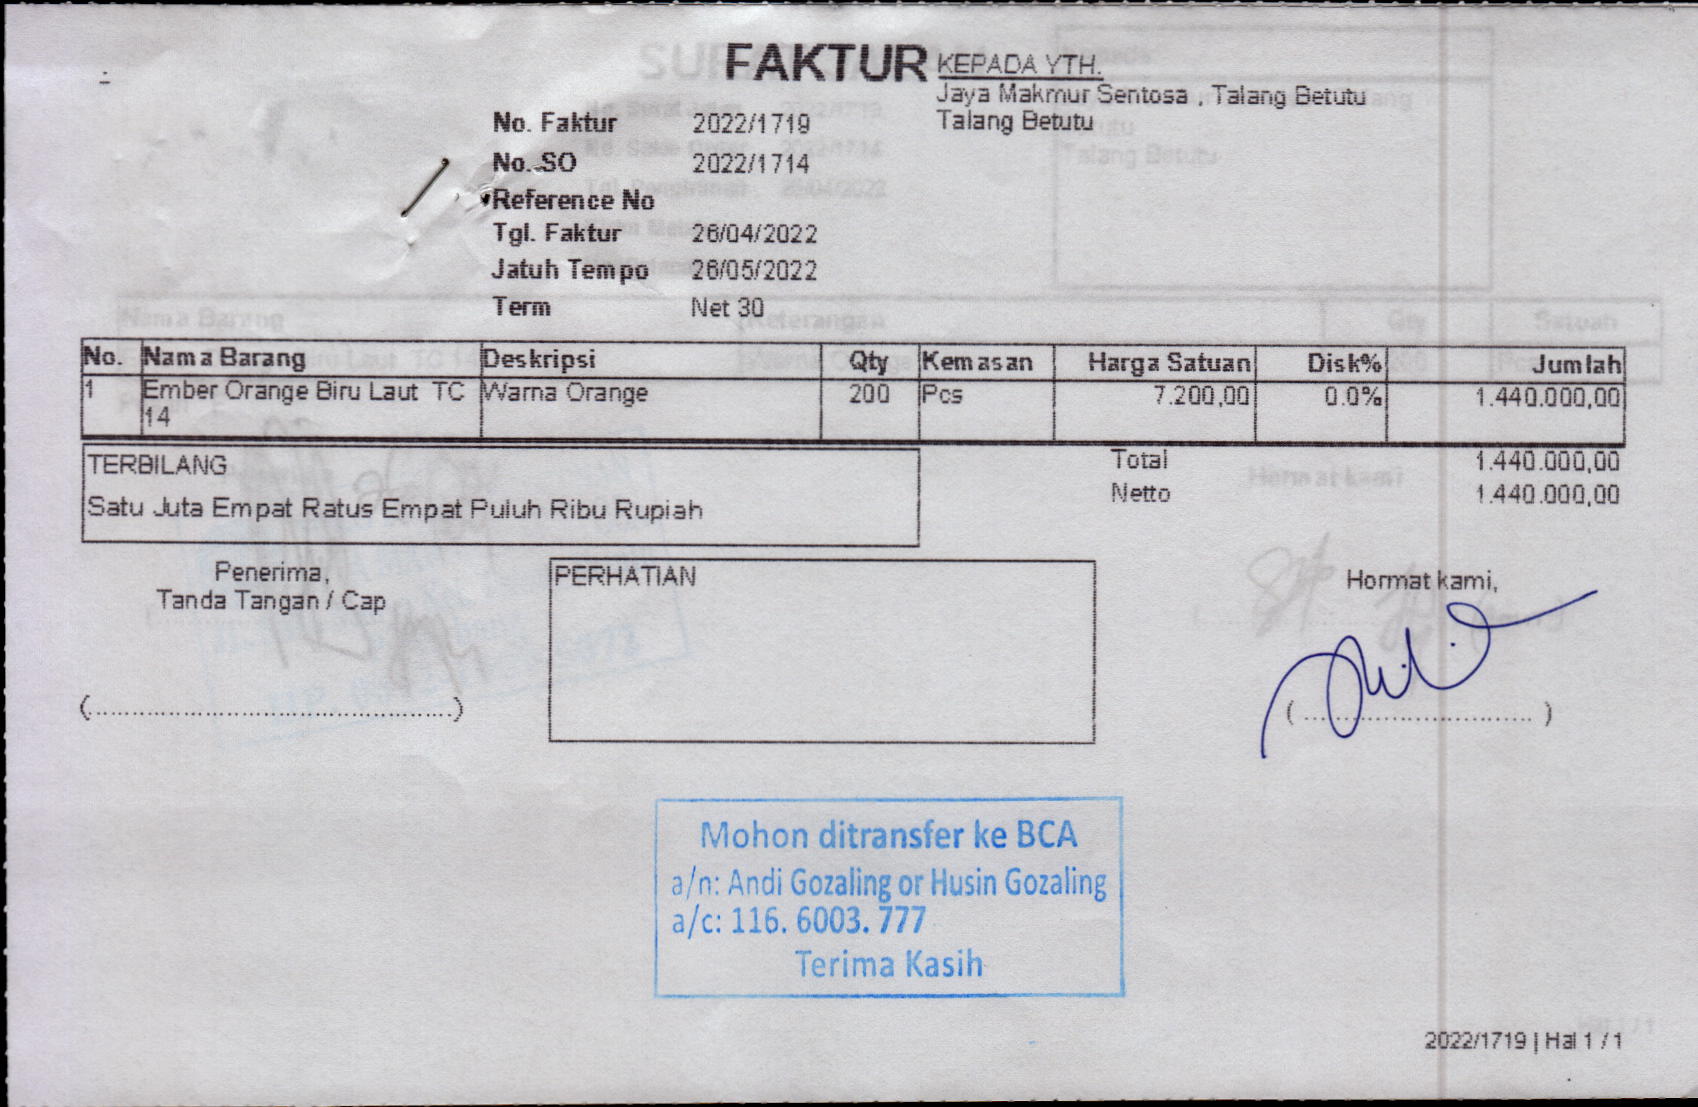 FAKTUR
KEPADA YTH.
Jaya Makmur Sentosa , Talang Betutu
Talang Betutu
No. Faktur 2022/1719
No. SO 2022/1714
Reference No
Tgl. Faktur 26/04/2022
Jatuh Tempo 26/05/2022
Term Net 30
No. Nama Barang Deskripsi Qty Kemasan Harga Satuan Disk% Jumlah
1 Ember Orange Biru Laut TC 14 Warna Orange 200 Pcs 7.200,00 0.0% 1.440.000,00
TERBILANG
Satu Juta Empat Ratus Empat Puluh Ribu Rupiah
Total 1.440.000,00
Netto 1.440.000,00
Penerima,
Tanda Tangan / Cap
(...............................................)
PERHATIAN
Hormat kami,
( .............................. )
Mohon ditransfer ke BCA
a/n: Andi Gozaling or Husin Gozaling
a/c: 116. 6003. 777
Terima Kasih
2022/1719 | Hal 1 / 1